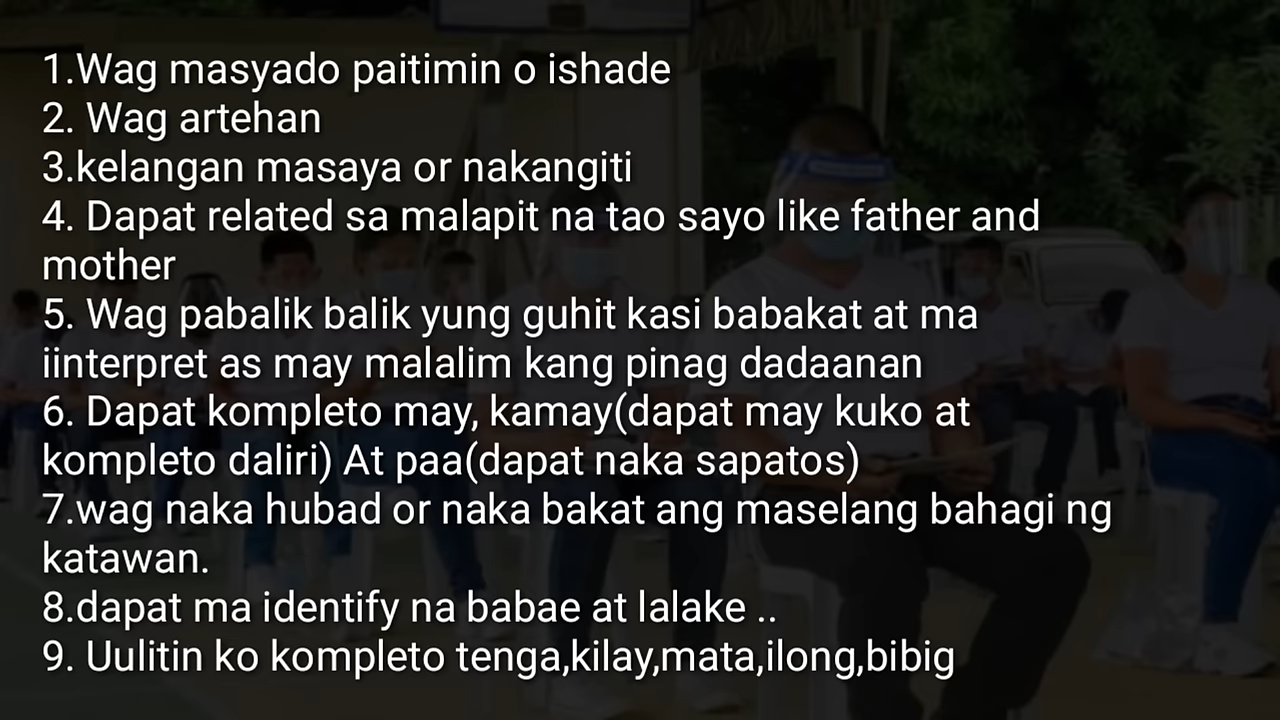 1.Wag masyado paitimin o ishade
2. Wag artehan
3.kelangan masaya or nakangiti
4. Dapat related sa malapit na tao sayo like father and
mother
5. Wag pabalik balik yung guhit kasi babakat at ma
iinterpret as may malalim kang pinag dadaanan
6. Dapat kompleto may, kamay(dapat may kuko at
kompleto daliri) At paa(dapat naka sapatos)
7.wag naka hubad or naka bakat ang maselang bahagi ng
katawan.
8.dapat ma identify na babae at lalake ..
9. Uulitin ko kompleto tenga,kilay,mata,ilong,bibig